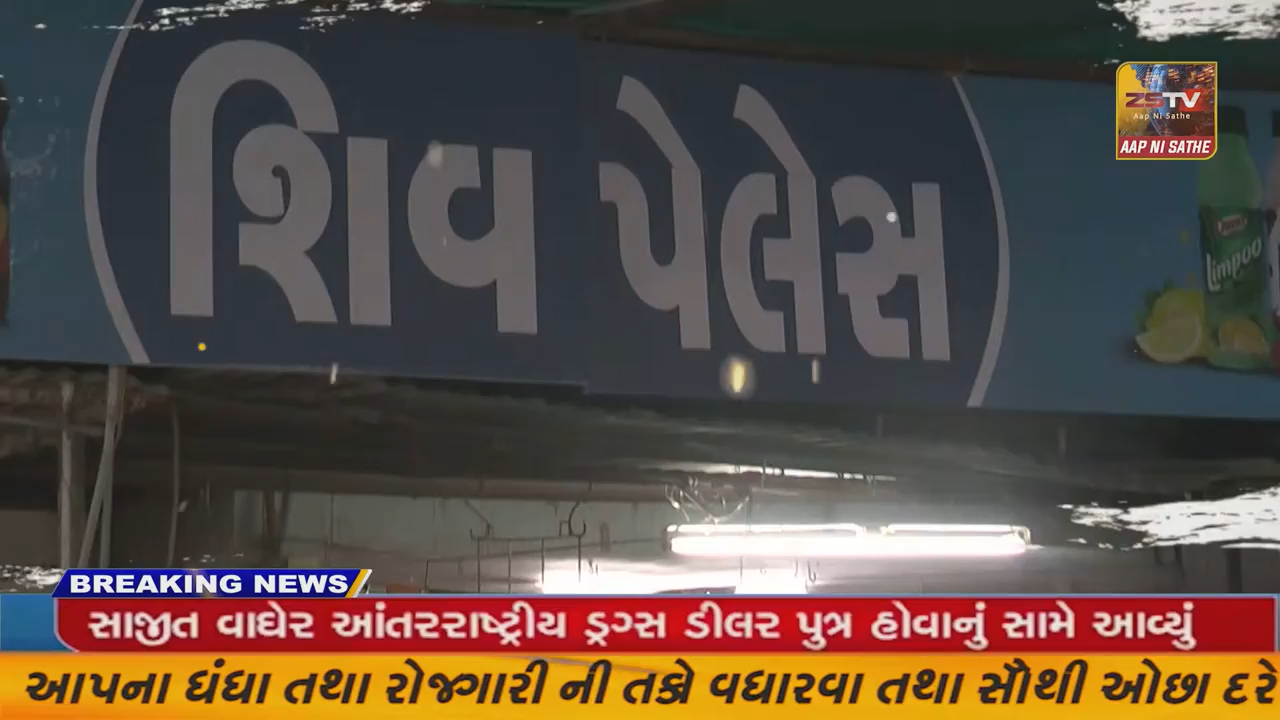 શિવ પેલેસ
ZSTV
Aap Ni Sathe
AAP NI SATHE
Limpoo
BREAKING NEWS
સાજીત વાઘેર આંતરરાષ્ટ્રીય ડ્રગ્સ ડીલર પુત્ર હોવાનું સામે આવ્યું
આપના ધંધા તથા રોજગારી ની તકો વધારવા તથા સૌથી ઓછા દરે